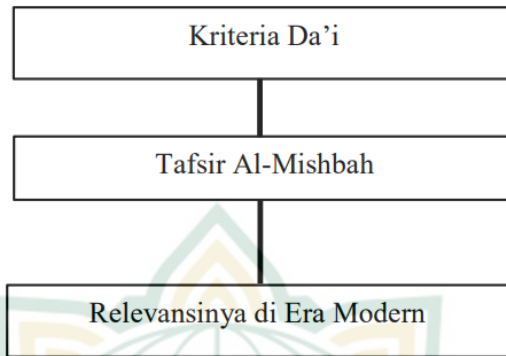 Kriteria Da’i
Tafsir Al-Mishbah
Relevansinya di Era Modern